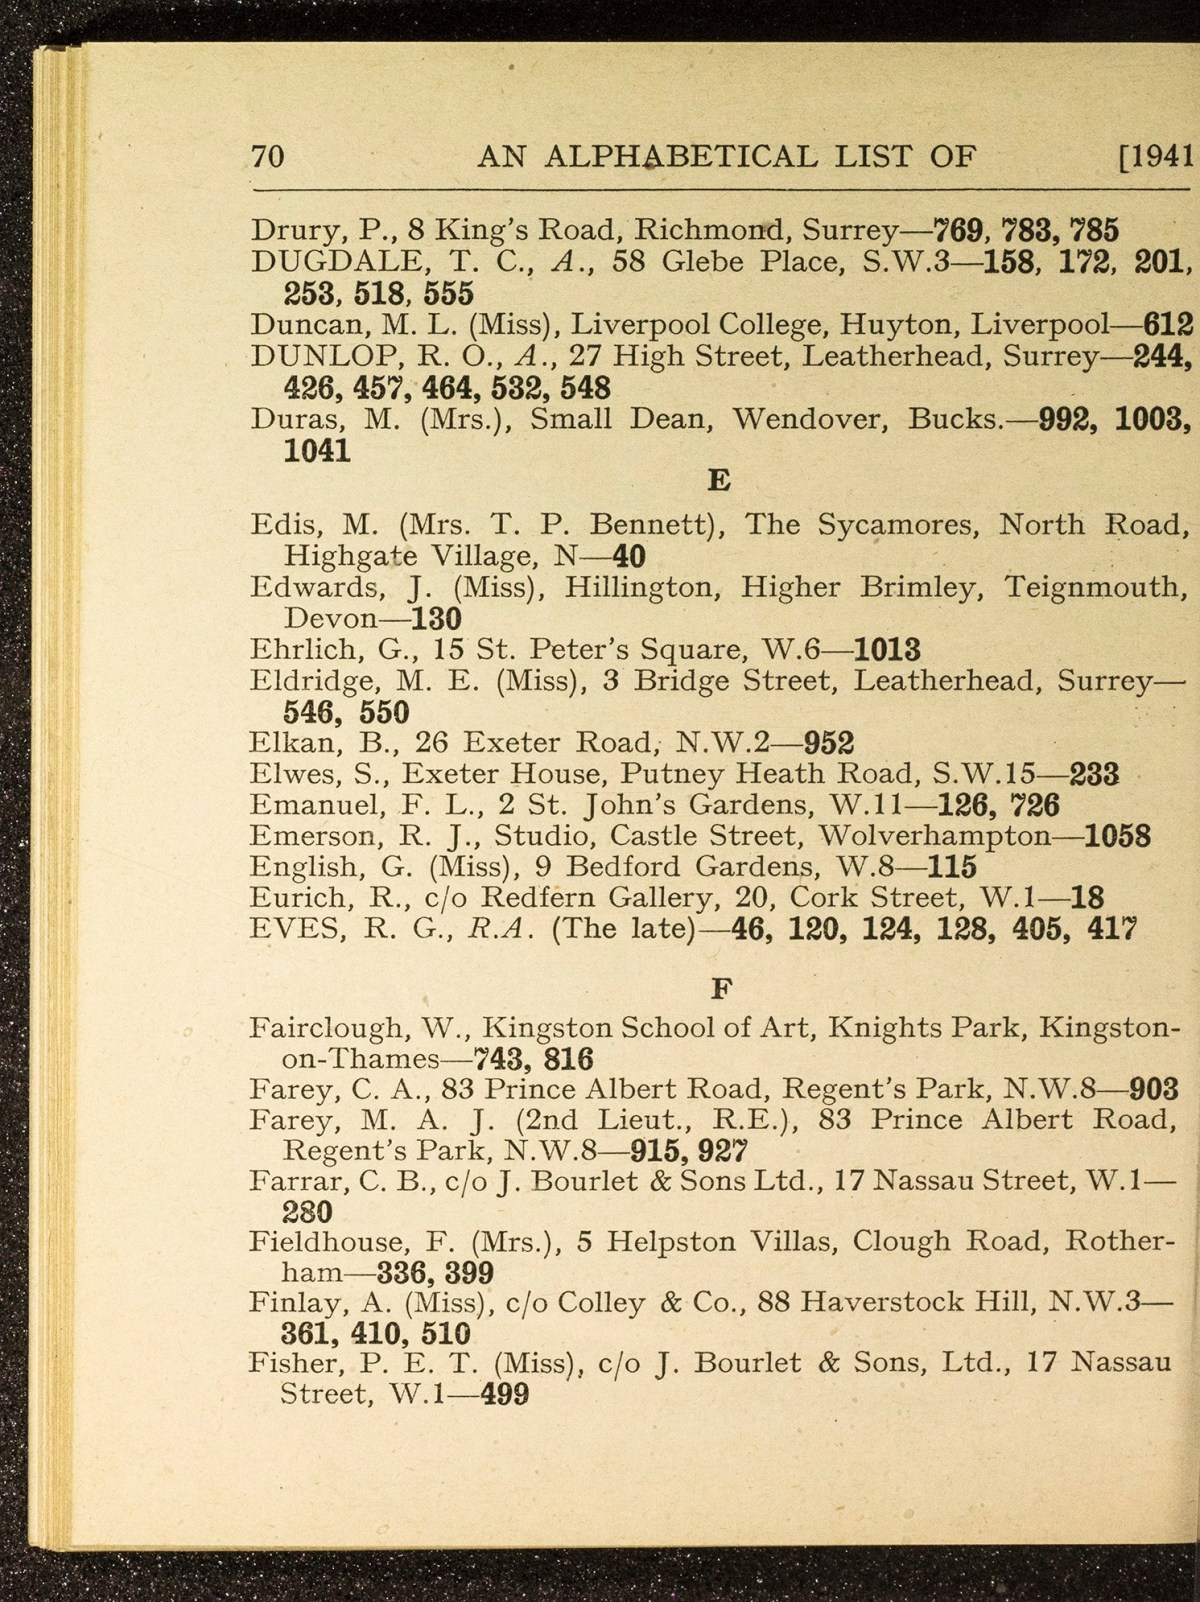 70 AN ALPHABETICAL LIST OF [1941
Drury, P., 8 King's Road, Richmond, Surrey—769, 783, 785
DUGDALE, T. C., A., 58 Glebe Place, S.W.3—158, 172, 201,
253, 518, 555
Duncan, M. L. (Miss), Liverpool College, Huyton, Liverpool—612
DUNLOP, R. O., A., 27 High Street, Leatherhead, Surrey—244,
426, 457, 464, 532, 548
Duras, M. (Mrs.), Small Dean, Wendover, Bucks.—992, 1003,
1041
E
Edis, M. (Mrs. T. P. Bennett), The Sycamores, North Road,
Highgate Village, N—40
Edwards, J. (Miss), Hillington, Higher Brimley, Teignmouth,
Devon—130
Ehrlich, G., 15 St. Peter's Square, W.6—1013
Eldridge, M. E. (Miss), 3 Bridge Street, Leatherhead, Surrey—
546, 550
Elkan, B., 26 Exeter Road, N.W.2—952
Elwes, S., Exeter House, Putney Heath Road, S.W.15—233
Emanuel, F. L., 2 St. John's Gardens, W.11—126, 726
Emerson, R. J., Studio, Castle Street, Wolverhampton—1058
English, G. (Miss), 9 Bedford Gardens, W.8—115
Eurich, R., c/o Redfern Gallery, 20, Cork Street, W.1—18
EVES, R. G., R.A. (The late)—46, 120, 124, 128, 405, 417
F
Fairclough, W., Kingston School of Art, Knights Park, Kingston-
on-Thames—743, 816
Farey, C. A., 83 Prince Albert Road, Regent's Park, N.W.8—903
Farey, M. A. J. (2nd Lieut., R.E.), 83 Prince Albert Road,
Regent's Park, N.W.8—915, 927
Farrar, C. B., c/o J. Bourlet & Sons Ltd., 17 Nassau Street, W.1—
280
Fieldhouse, F. (Mrs.), 5 Helpston Villas, Clough Road, Rother-
ham—336, 399
Finlay, A. (Miss), c/o Colley & Co., 88 Haverstock Hill, N.W.3—
361, 410, 510
Fisher, P. E. T. (Miss), c/o J. Bourlet & Sons, Ltd., 17 Nassau
Street, W.1—499